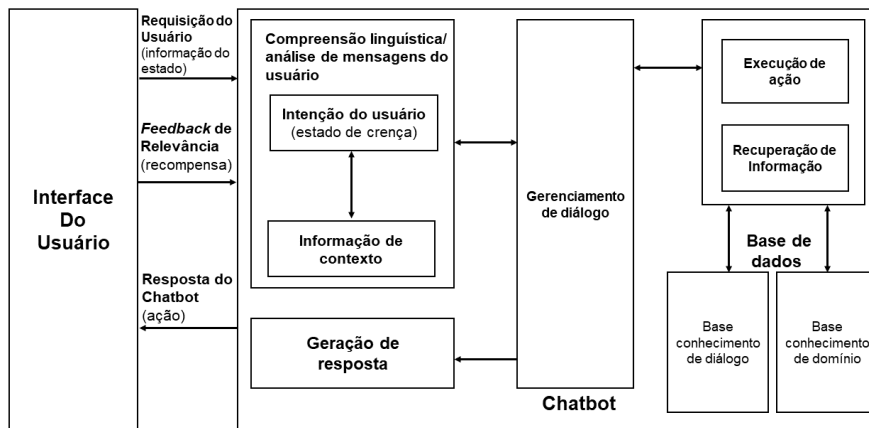 Interface
Do
Usuário
Requisição do
Usuário
(informação do
estado)
Feedback de
Relevância
(recompensa)
Resposta do
Chatbot
(ação)
Compreensão linguística/
análise de mensagens do
usuário
Intenção do usuário
(estado de crença)
Informação de
contexto
Geração de
resposta
Gerenciamento
de diálogo
Chatbot
Execução de
ação
Recuperação de
Informação
Base de
dados
Base
conhecimento
de diálogo
Base
conhecimento
de domínio